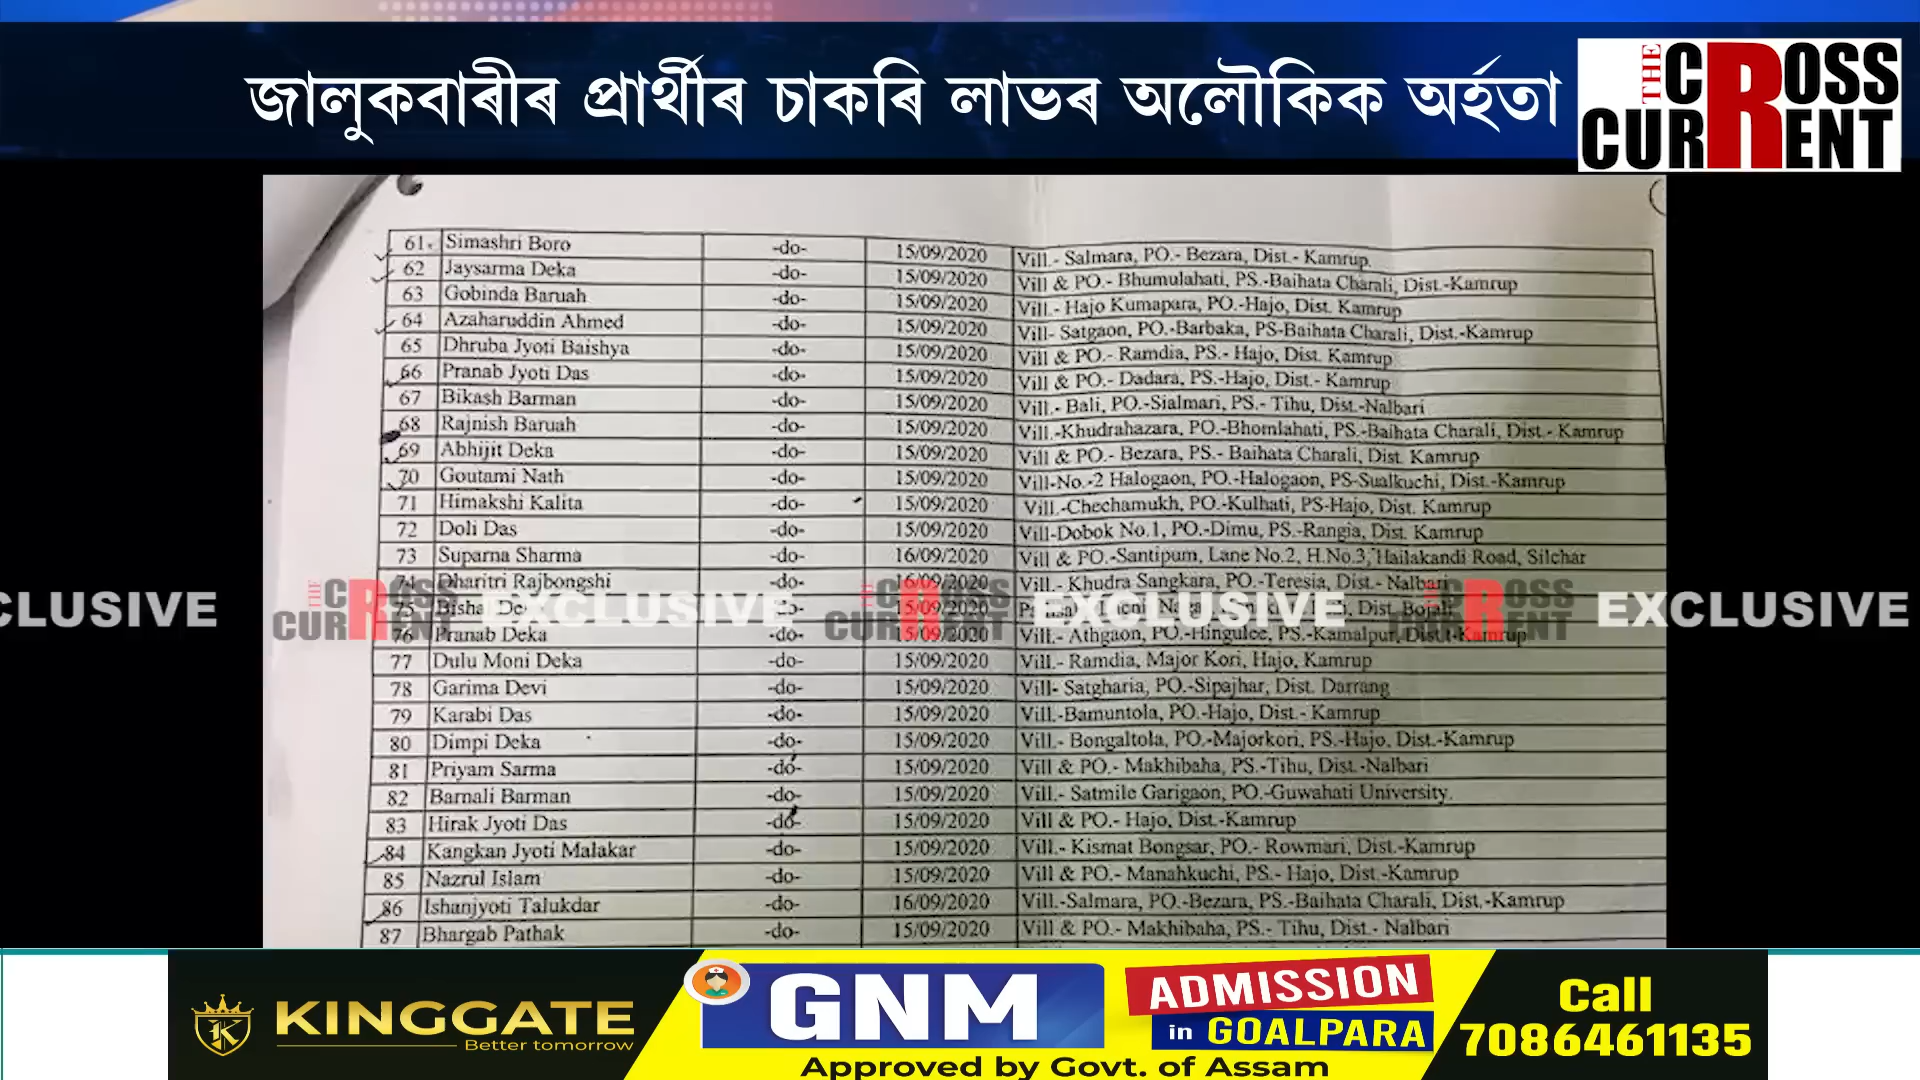 জালুকবাৰীৰ প্ৰাৰ্থীৰ চাকৰি লাভৰ অলৌকিক অৰ্হতা
THE CROSS CURRENT
61. Simashri Boro -do- 15/09/2020 Vill.- Salmara, PO.- Bezara, Dist.- Kamrup.
62 Jaysarma Deka -do- 15/09/2020 Vill & PO.- Bhumulahati, PS.-Baihata Charali, Dist.-Kamrup
63 Gobinda Baruah -do- 15/09/2020 Vill.- Hajo Kumapara, PO.-Hajo, Dist. Kamrup
64 Azaharuddin Ahmed -do- 15/09/2020 Vill- Satgaon, PO.-Barbaka, PS-Baihata Charali, Dist.-Kamrup
65 Dhruba Jyoti Baishya -do- 15/09/2020 Vill & PO.- Ramdia, PS.- Hajo, Dist. Kamrup
66 Pranab Jyoti Das -do- 15/09/2020 Vill & PO.- Dadara, PS.-Hajo, Dist.- Kamrup
67 Bikash Barman -do- 15/09/2020 Vill.- Bali, PO.-Sialmari, PS.- Tihu, Dist.-Nalbari
68 Rajnish Baruah -do- 15/09/2020 Vill.-Khudrahazara, PO.-Bhomlahati, PS.-Baihata Charali, Dist.- Kamrup
69 Abhijit Deka -do- 15/09/2020 Vill & PO.- Bezara, PS.- Baihata Charali, Dist. Kamrup
70 Goutami Nath -do- 15/09/2020 Vill-No.-2 Halogaon, PO.-Halogaon, PS-Sualkuchi, Dist.-Kamrup
71 Himakshi Kalita -do- 15/09/2020 Vill.-Chechamukh, PO.-Kulhati, PS-Hajo, Dist. Kamrup
72 Doli Das -do- 15/09/2020 Vill-Dobok No.1, PO.-Dimu, PS.-Rangia, Dist. Kamrup
73 Suparna Sharma -do- 16/09/2020 Vill & PO.-Santipum, Lane No.2, H.No.3, Hailakandi Road, Silchar
74 Dharitri Rajbongshi -do- 16/09/2020 Vill.- Khudra Sangkara, PO.-Teresia, Dist.- Nalbari
75 -do- 15/09/2020 Dist. Bojali
EXCLUSIVE THE CROSS CURRENT EXCLUSIVE THE CROSS CURRENT EXCLUSIVE THE CROSS CURRENT EXCLUSIVE
76 Pranab Deka -do- 15/09/2020 Vill.- Athgaon, PO.-Hingulee, PS.-Kamalpur, Dist.t-Kamrup
77 Dulu Moni Deka -do- 15/09/2020 Vill.- Ramdia, Major Kori, Hajo, Kamrup
78 Garima Devi -do- 15/09/2020 Vill- Satgharia, PO.-Sipajhar, Dist. Darrang
79 Karabi Das -do- 15/09/2020 Vill.-Bamuntola, PO.-Hajo, Dist.- Kamrup
80 Dimpi Deka -do- 15/09/2020 Vill.- Bongaltola, PO.-Majorkori, PS.-Hajo, Dist.-Kamrup
81 Priyam Sarma -do- 15/09/2020 Vill & PO.- Makhibaha, PS.-Tihu, Dist.-Nalbari
82 Barnali Barman -do- 15/09/2020 Vill.- Satmile Garigaon, PO.-Guwahati University.
83 Hirak Jyoti Das -do- 15/09/2020 Vill & PO.- Hajo, Dist.-Kamrup
84 Kangkan Jyoti Malakar -do- 15/09/2020 Vill.- Kismat Bongsar, PO.- Rowmari, Dist.-Kamrup
85 Nazrul Islam -do- 15/09/2020 Vill & PO.- Manahkuchi, PS.- Hajo, Dist.-Kamrup
86 Ishanjyoti Talukdar -do- 16/09/2020 Vill.-Salmara, PO.-Bezara, PS.-Baihata Charali, Dist.-Kamrup
87 Bhargab Pathak -do- 15/09/2020 Vill & PO.- Makhibaha, PS.- Tihu, Dist.- Nalbari
KINGGATE
Better tomorrow
GNM
ADMISSION
in GOALPARA
Approved by Govt. of Assam
Call
7086461135